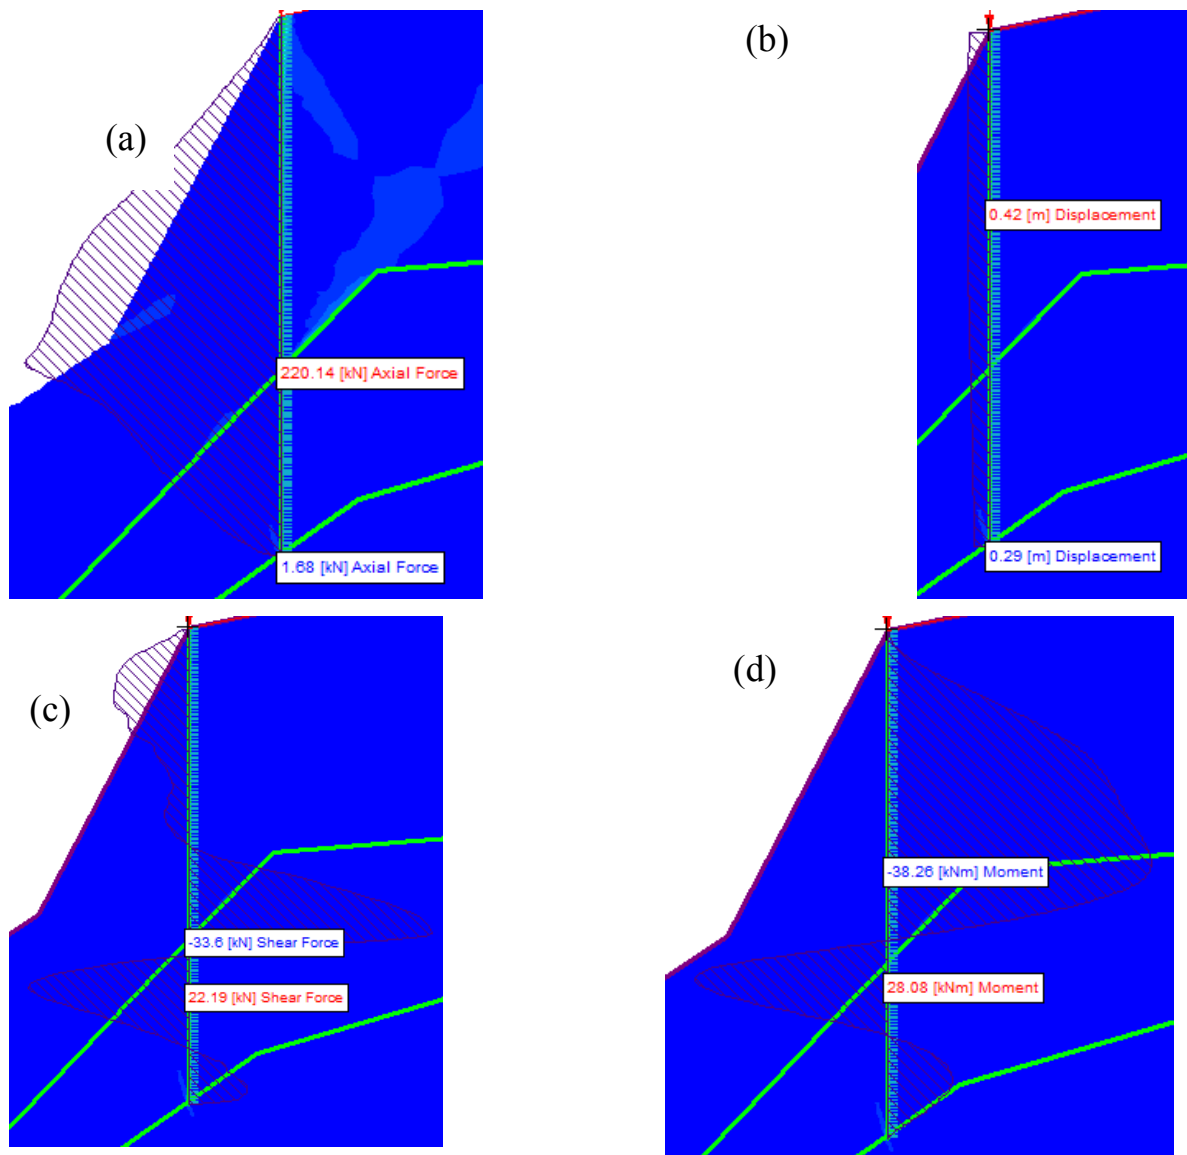 (a)
220.14 [kN] Axial Force
1.68 [kN] Axial Force
(b)
0.42 [m] Displacement
0.29 [m] Displacement
(c)
-33.6 [kN] Shear Force
22.19 [kN] Shear Force
(d)
-38.26 [kNm] Moment
28.08 [kNm] Moment